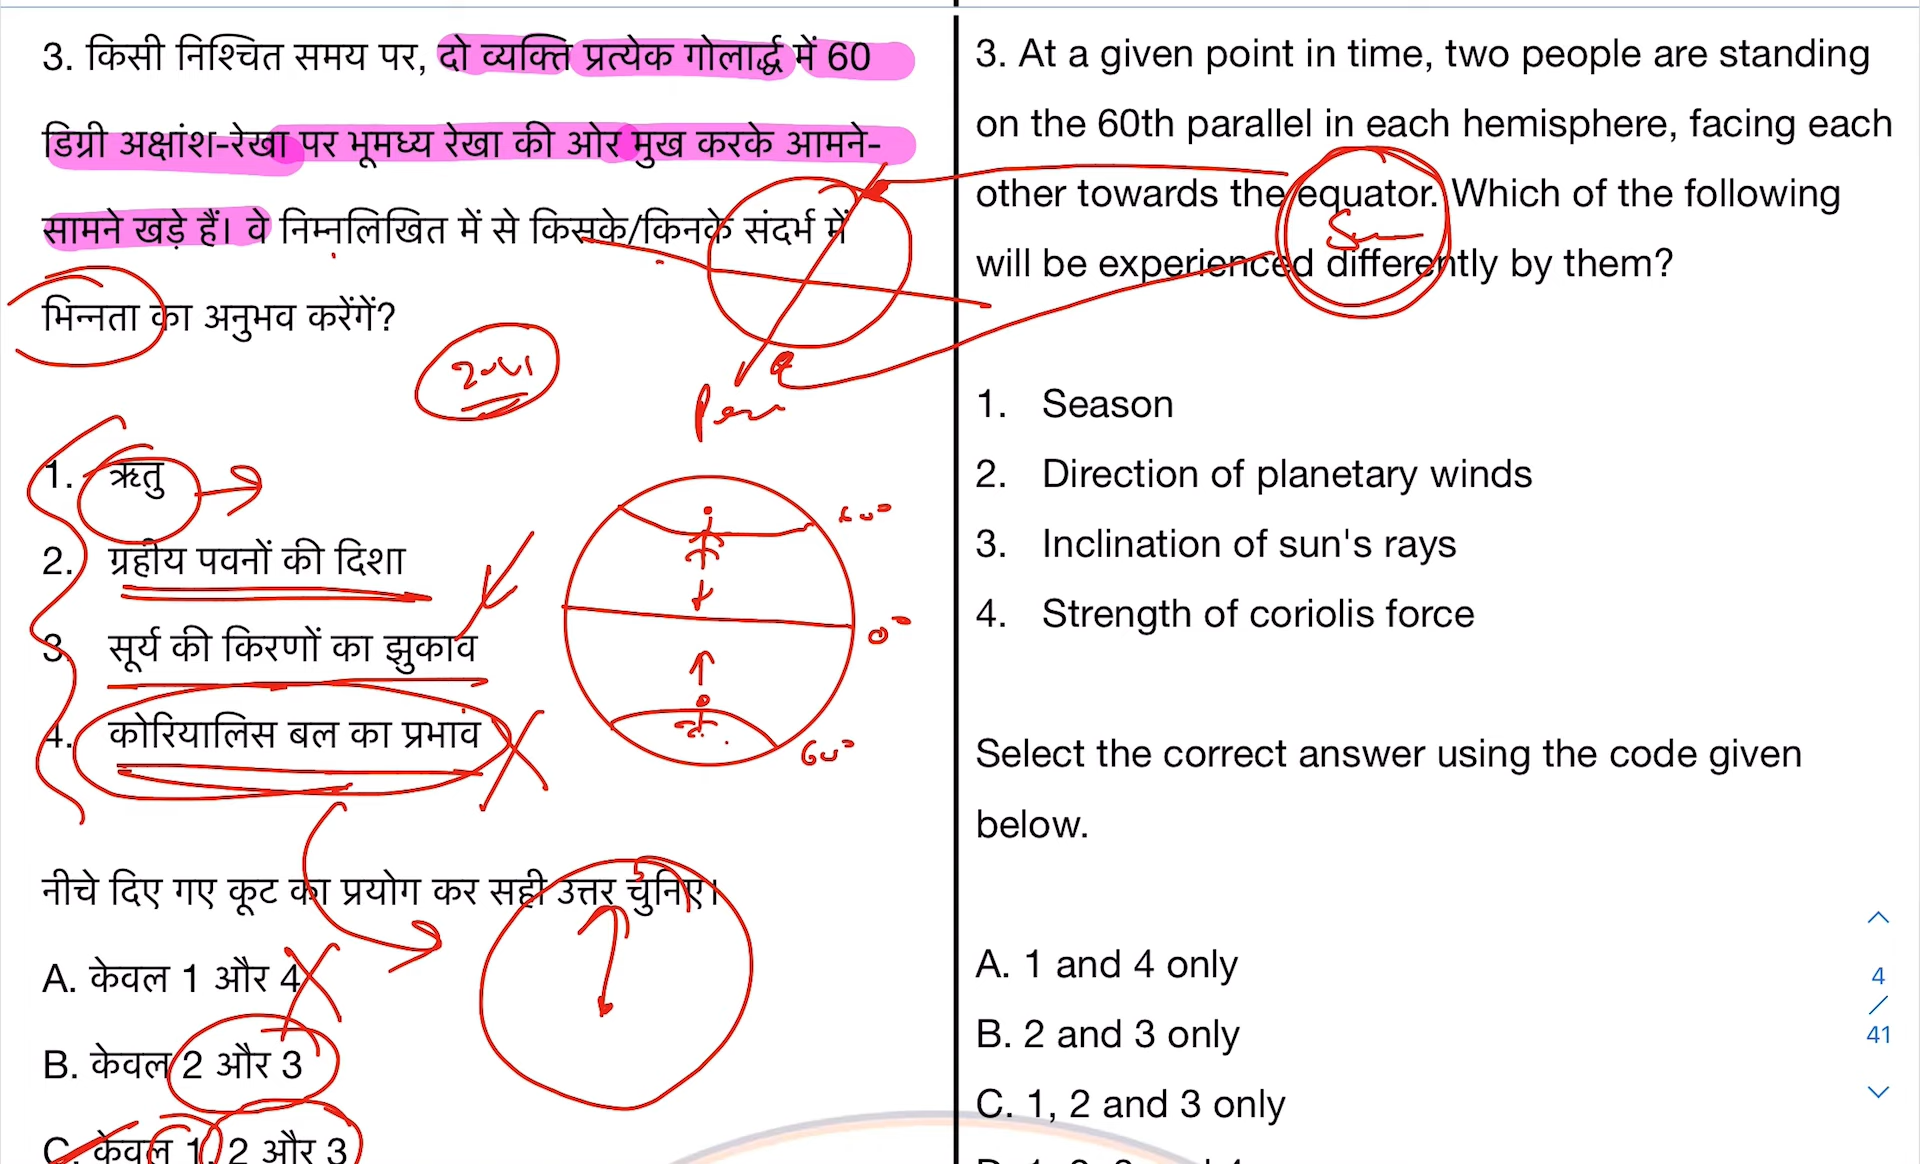 3. किसी निश्चित समय पर, दो व्यक्ति प्रत्येक गोलार्द्ध में 60
डिग्री अक्षांश-रेखा पर भूमध्य रेखा की ओर मुख करके आमने-
सामने खड़े हैं। वे निम्नलिखित में से किसके/किनके संदर्भ में
भिन्नता का अनुभव करेंगें?
1. ऋतु
2. ग्रहीय पवनों की दिशा
3. सूर्य की किरणों का झुकाव
4. कोरियालिस बल का प्रभाव
60°
0°
60°
नीचे दिए गए कूट का प्रयोग कर सही उत्तर चुनिए।
A. केवल 1 और 4
B. केवल 2 और 3
C. केवल 1, 2 और 3
3. At a given point in time, two people are standing
on the 60th parallel in each hemisphere, facing each
other towards the equator. Which of the following
will be experienced differently by them?
Sun
1. Season
2. Direction of planetary winds
3. Inclination of sun's rays
4. Strength of coriolis force
Select the correct answer using the code given
below.
A. 1 and 4 only
B. 2 and 3 only
C. 1, 2 and 3 only
4
/
41